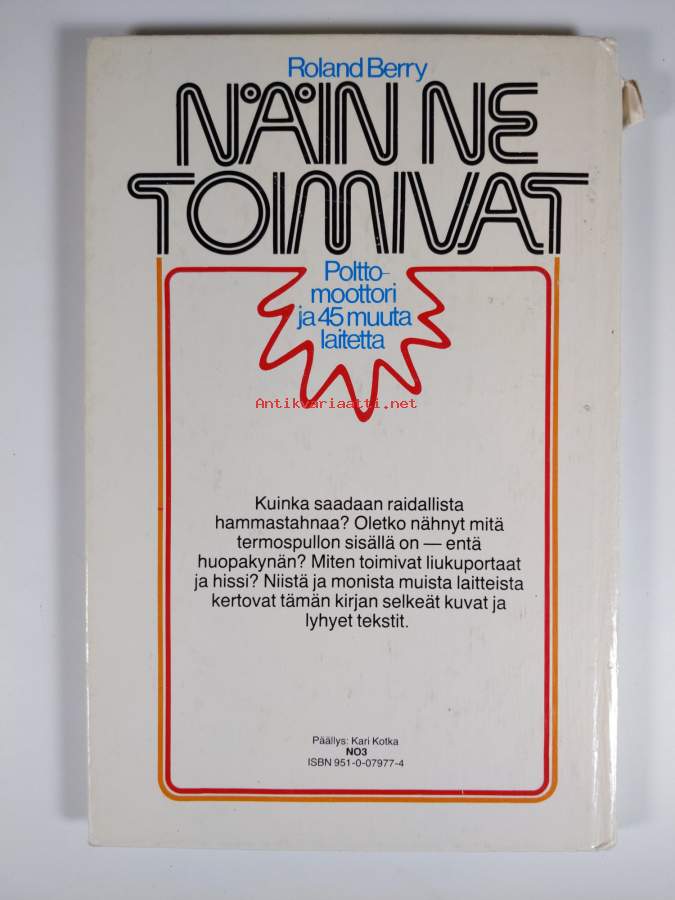 Roland Berry
NÄIN NE
TOIMIVAT
Poltto-
moottori
ja 45 muuta
laitetta
Antikvariaatti.net
Kuinka saadaan raidallista
hammastahnaa? Oletko nähnyt mitä
termospullon sisällä on — entä
huopakynän? Miten toimivat liukuportaat
ja hissi? Niistä ja monista muista laitteista
kertovat tämän kirjan selkeät kuvat ja
lyhyet tekstit.
Päällys: Kari Kotka
NO3
ISBN 951-0-07977-4